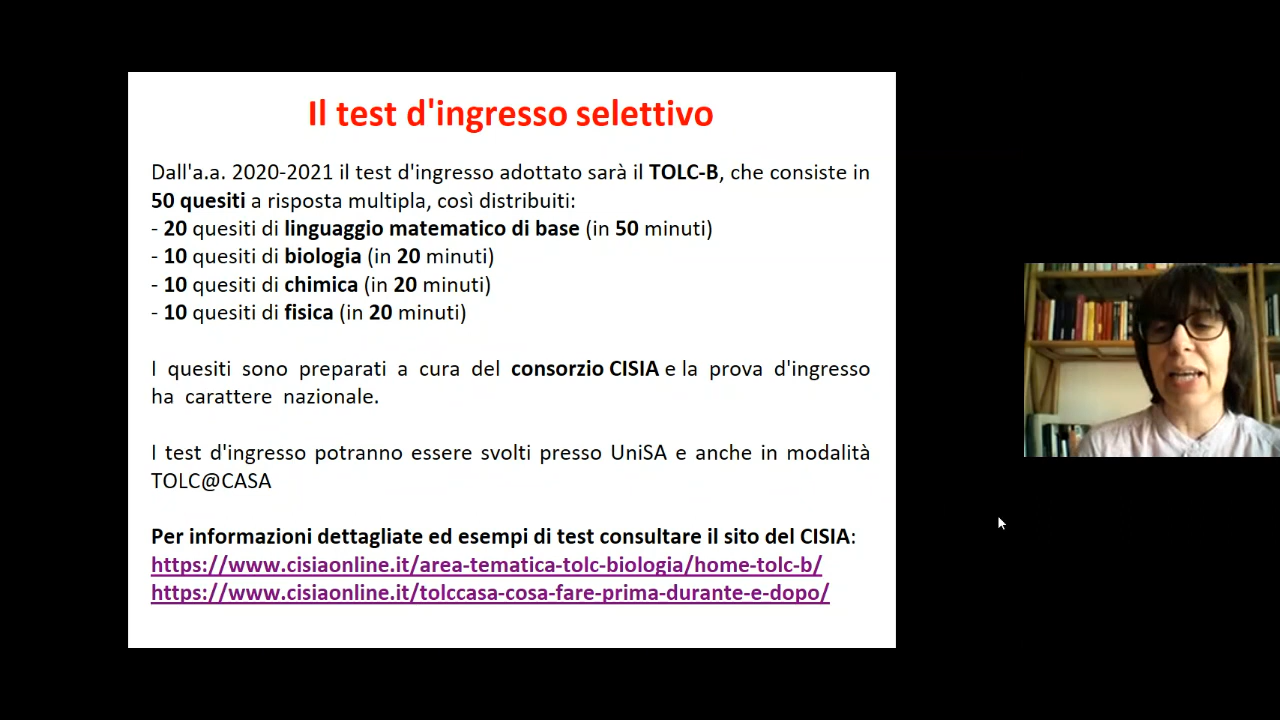 Il test d'ingresso selettivo
Dall'a.a. 2020-2021 il test d'ingresso adottato sarà il TOLC-B, che consiste in
50 quesiti a risposta multipla, così distribuiti:
- 20 quesiti di linguaggio matematico di base (in 50 minuti)
- 10 quesiti di biologia (in 20 minuti)
- 10 quesiti di chimica (in 20 minuti)
- 10 quesiti di fisica (in 20 minuti)
I quesiti sono preparati a cura del consorzio CISIA e la prova d'ingresso
ha carattere nazionale.
I test d'ingresso potranno essere svolti presso UniSA e anche in modalità
TOLC@CASA
Per informazioni dettagliate ed esempi di test consultare il sito del CISIA:
https://www.cisiaonline.it/area-tematica-tolc-biologia/home-tolc-b/
https://www.cisiaonline.it/tolccasa-cosa-fare-prima-durante-e-dopo/